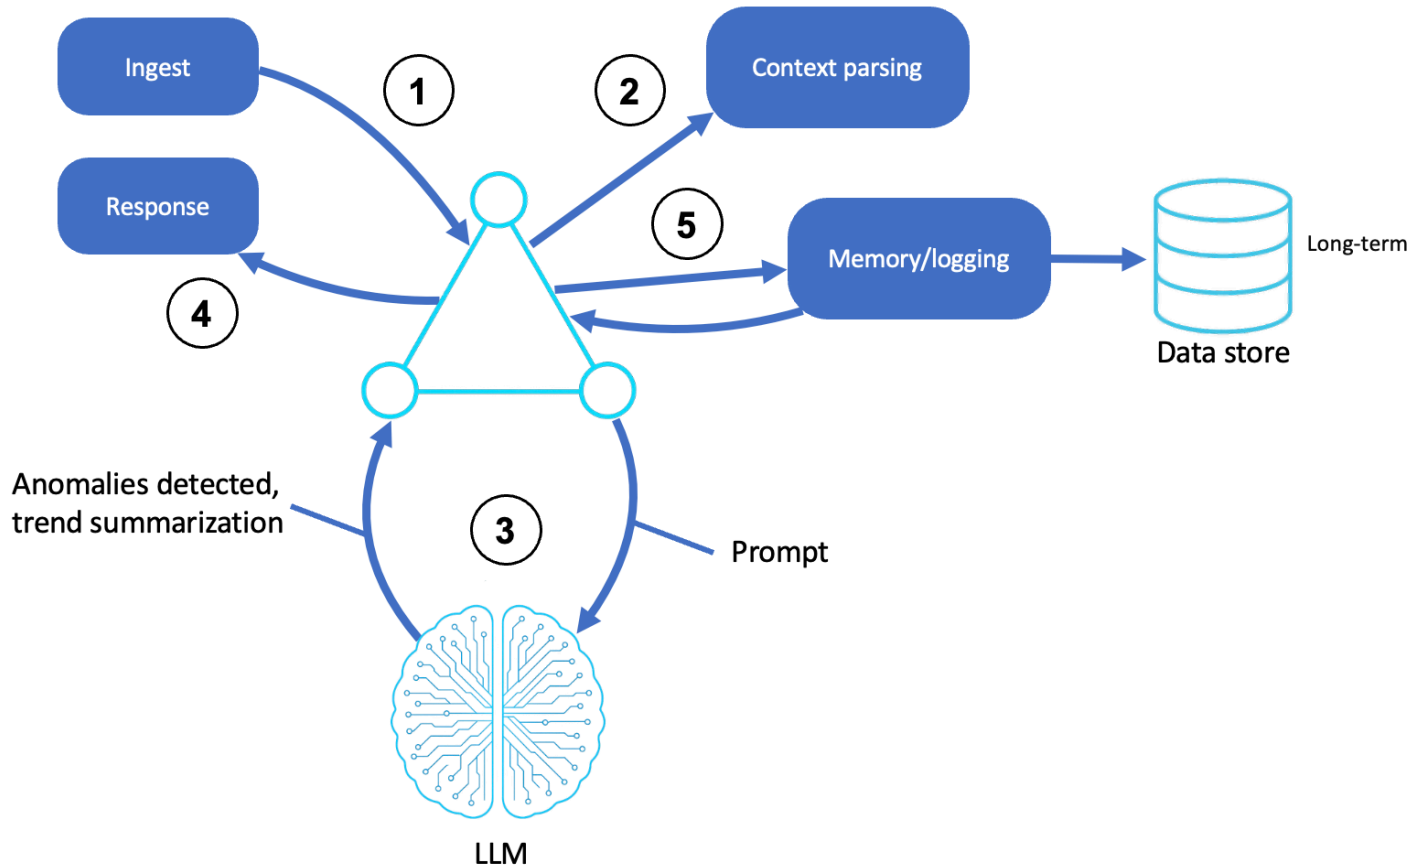 Ingest
1
2
Context parsing
Response
5
Memory/logging
Long-term
4
Data store
Anomalies detected,
trend summarization
3
Prompt
LLM